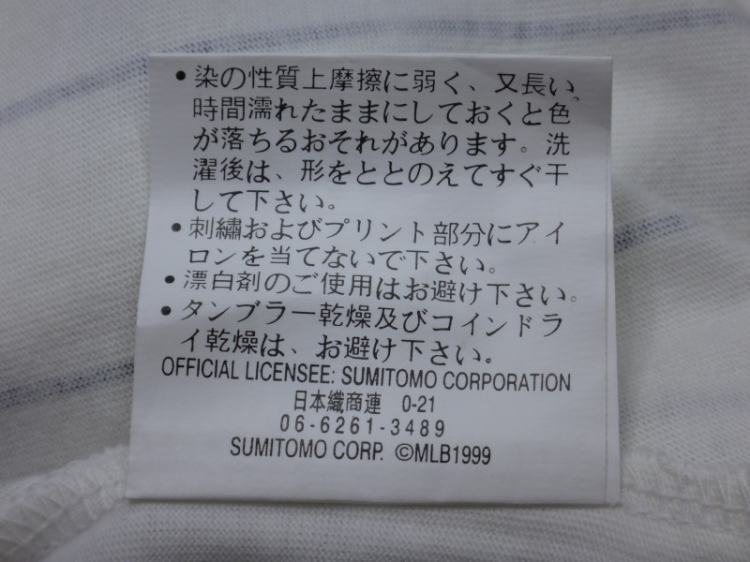 • 染の性質上摩擦に弱く、又長い
時間濡れたままにしておくと色
が落ちるおそれがあります。洗
濯後は、形をととのえてすぐ干
して下さい。
• 刺繍およびプリント部分にアイ
ロンを当てないで下さい。
• 漂白剤のご使用はお避け下さい。
• タンブラー乾燥及びコインドラ
イ乾燥は、お避け下さい。
OFFICIAL LICENSEE: SUMITOMO CORPORATION
日本織商連 0-21
06-6261-3489
SUMITOMO CORP. ©MLB1999